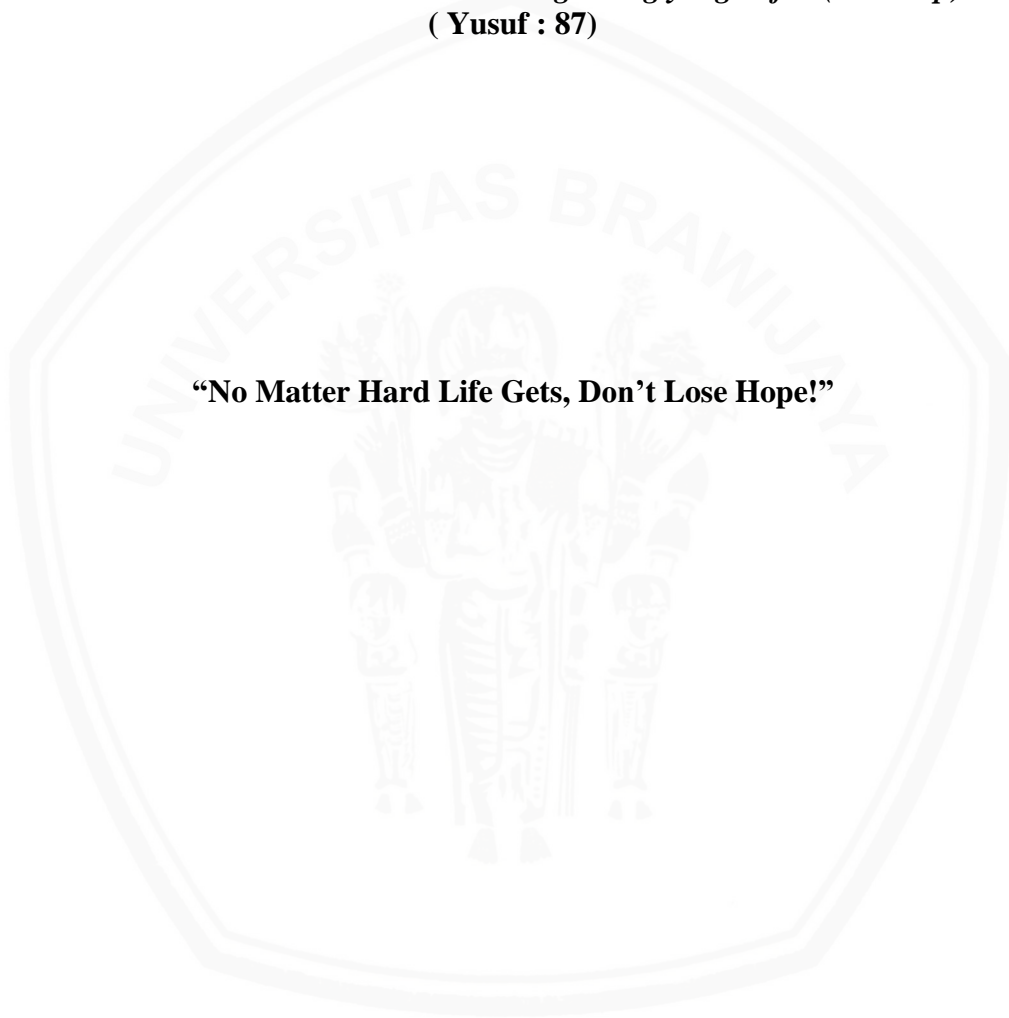 ( Yusuf : 87)
UNIVERSITAS BRAWIJAYA
“No Matter Hard Life Gets, Don’t Lose Hope!”